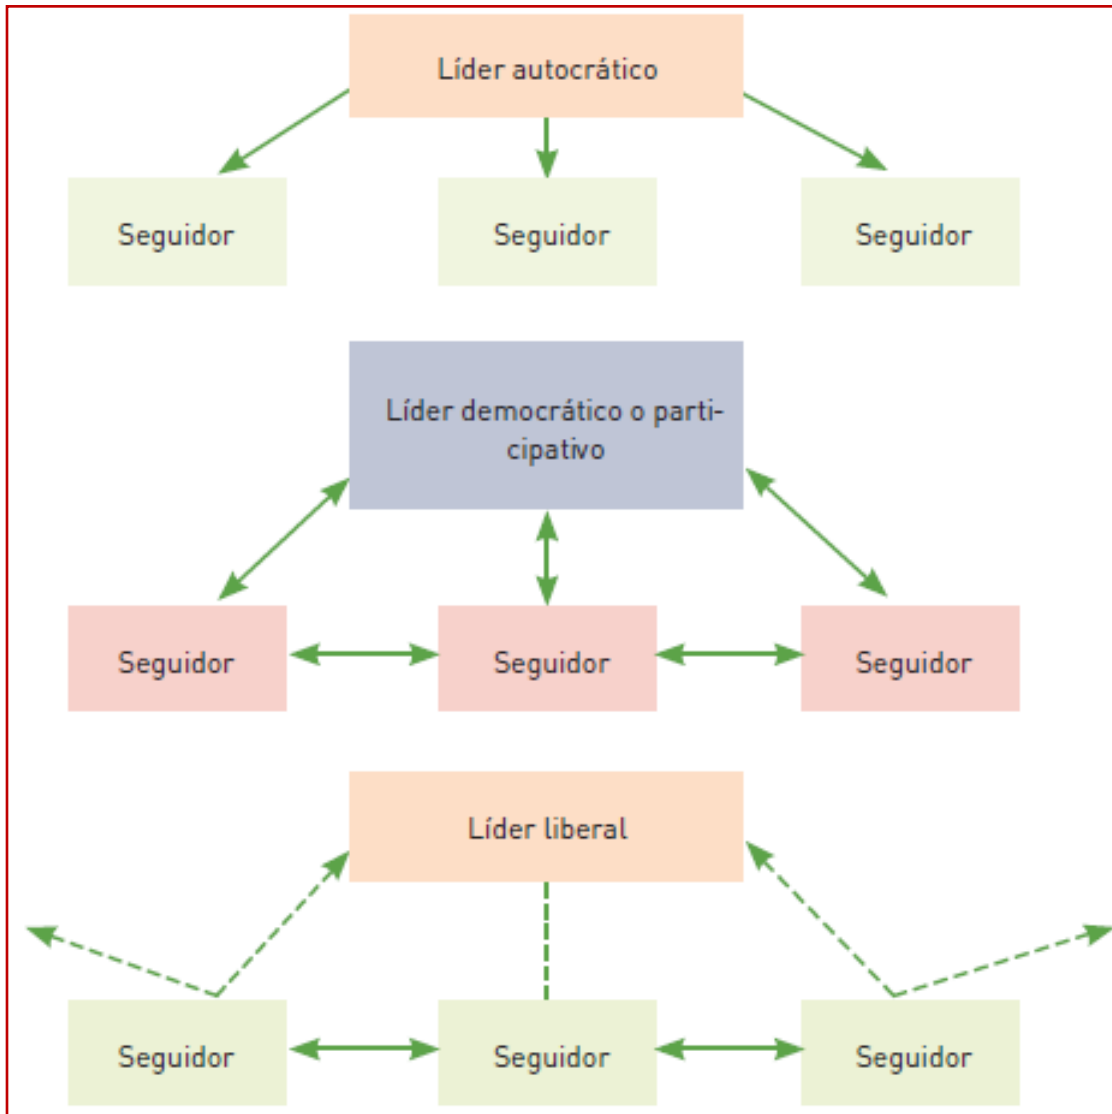 Líder autocrático
Seguidor
Seguidor
Seguidor
Líder democrático o parti-
cipativo
Seguidor
Seguidor
Seguidor
Líder liberal
Seguidor
Seguidor
Seguidor